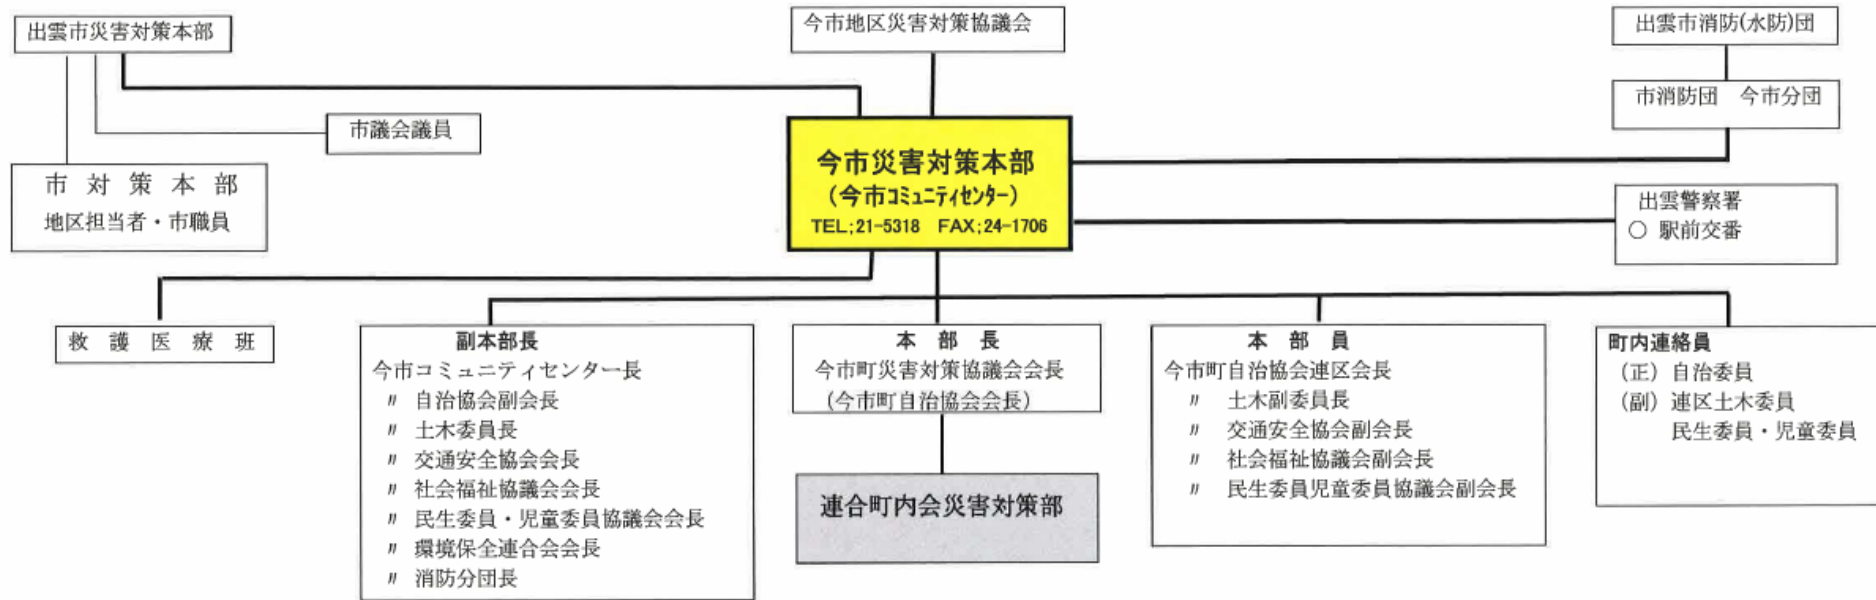 出雲市災害対策本部
今市地区災害対策協議会
出雲市消防(水防)団
市消防団　今市分団
市議会議員
市 対 策 本 部
地区担当者・市職員
今市災害対策本部
(今市ｺﾐｭﾆﾃｨｾﾝﾀｰ)
TEL;21-5318　FAX;24-1706
出雲警察署
○ 駅前交番
救 護 医 療 班
副本部長
今市コミュニティセンター長
〃 自治協会副会長
〃 土木委員長
〃 交通安全協会会長
〃 社会福祉協議会会長
〃 民生委員・児童委員協議会会長
〃 環境保全連合会会長
〃 消防分団長
本 部 長
今市町災害対策協議会会長
(今市町自治協会会長)
連合町内会災害対策部
本 部 員
今市町自治協会連区会長
〃 土木副委員長
〃 交通安全協会副会長
〃 社会福祉協議会副会長
〃 民生委員児童委員協議会副会長
町内連絡員
(正) 自治委員
(副) 連区土木委員
民生委員・児童委員